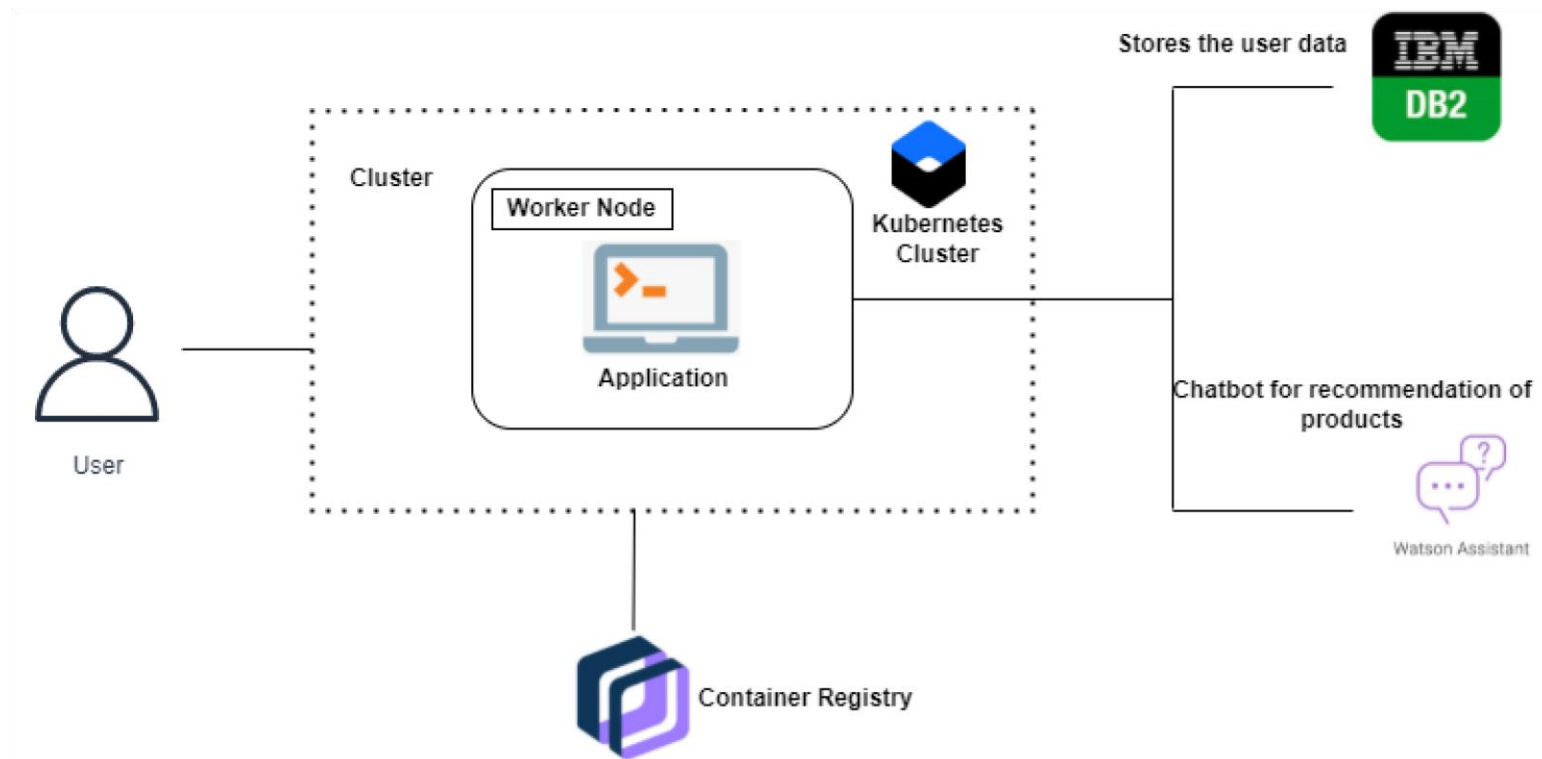 Stores the user data
IBM
DB2
Cluster
Worker Node
Kubernetes
Cluster
Application
User
Chatbot for recommendation of
products
?
Watson Assistant
Container Registry